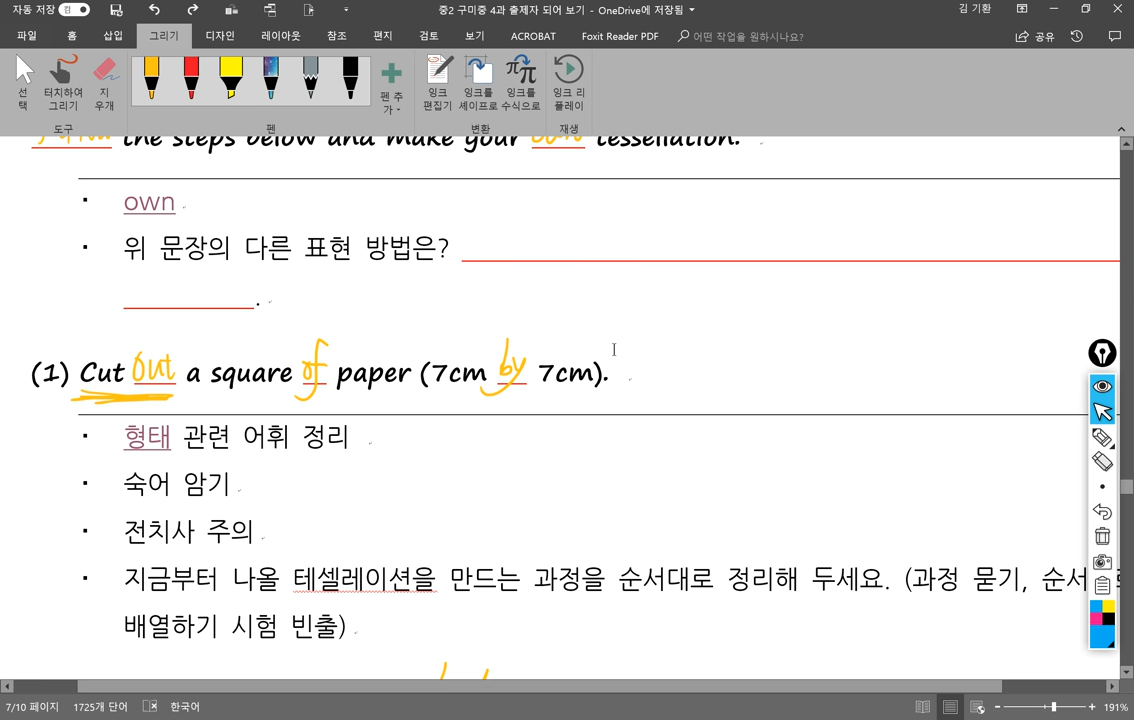 자동 저장 컴 중2 구미중 4과 출제자 되어 보기 - OneDrive에 저장됨 김 기환
파일 홈 삽입 그리기 디자인 레이아웃 참조 편지 검토 보기 ACROBAT Foxit Reader PDF 어떤 작업을 원하시나요? 공유
선택 터치하여 그리기 지우개 펜 추가 잉크 편집기 잉크를 셰이프로 잉크를 수식으로 잉크 리플레이
도구 펜 변환 재생
the steps below and make your own tessellation.
· own
· 위 문장의 다른 표현 방법은?
.
(1) Cut out a square of paper (7cm by 7cm).
· 형태 관련 어휘 정리
· 숙어 암기
· 전치사 주의
· 지금부터 나올 테셀레이션을 만드는 과정을 순서대로 정리해 두세요. (과정 묻기, 순서
배열하기 시험 빈출)
7/10 페이지 1725개 단어 한국어 191%